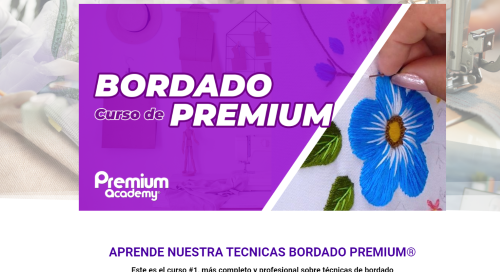 BORDADO
Curso de PREMIUM
Premium
academy
APRENDE NUESTRA TECNICAS BORDADO PREMIUM®
Este es el curso #1, más completo y profesional sobre técnicas de bordado